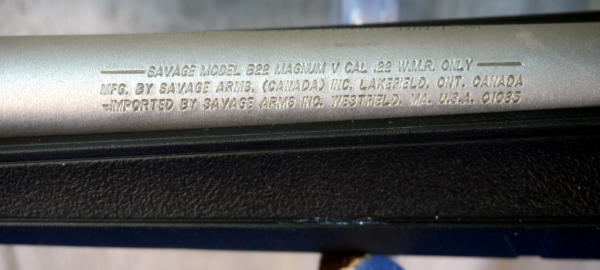 SAVAGE MODEL B22 MAGNUM V CAL .22 W.M.R. ONLY
MFG. BY SAVAGE ARMS, (CANADA) INC. LAKEFIELD, ONT. CANADA
-IMPORTED BY SAVAGE ARMS INC. WESTFIELD, MA. U.S.A. 01085